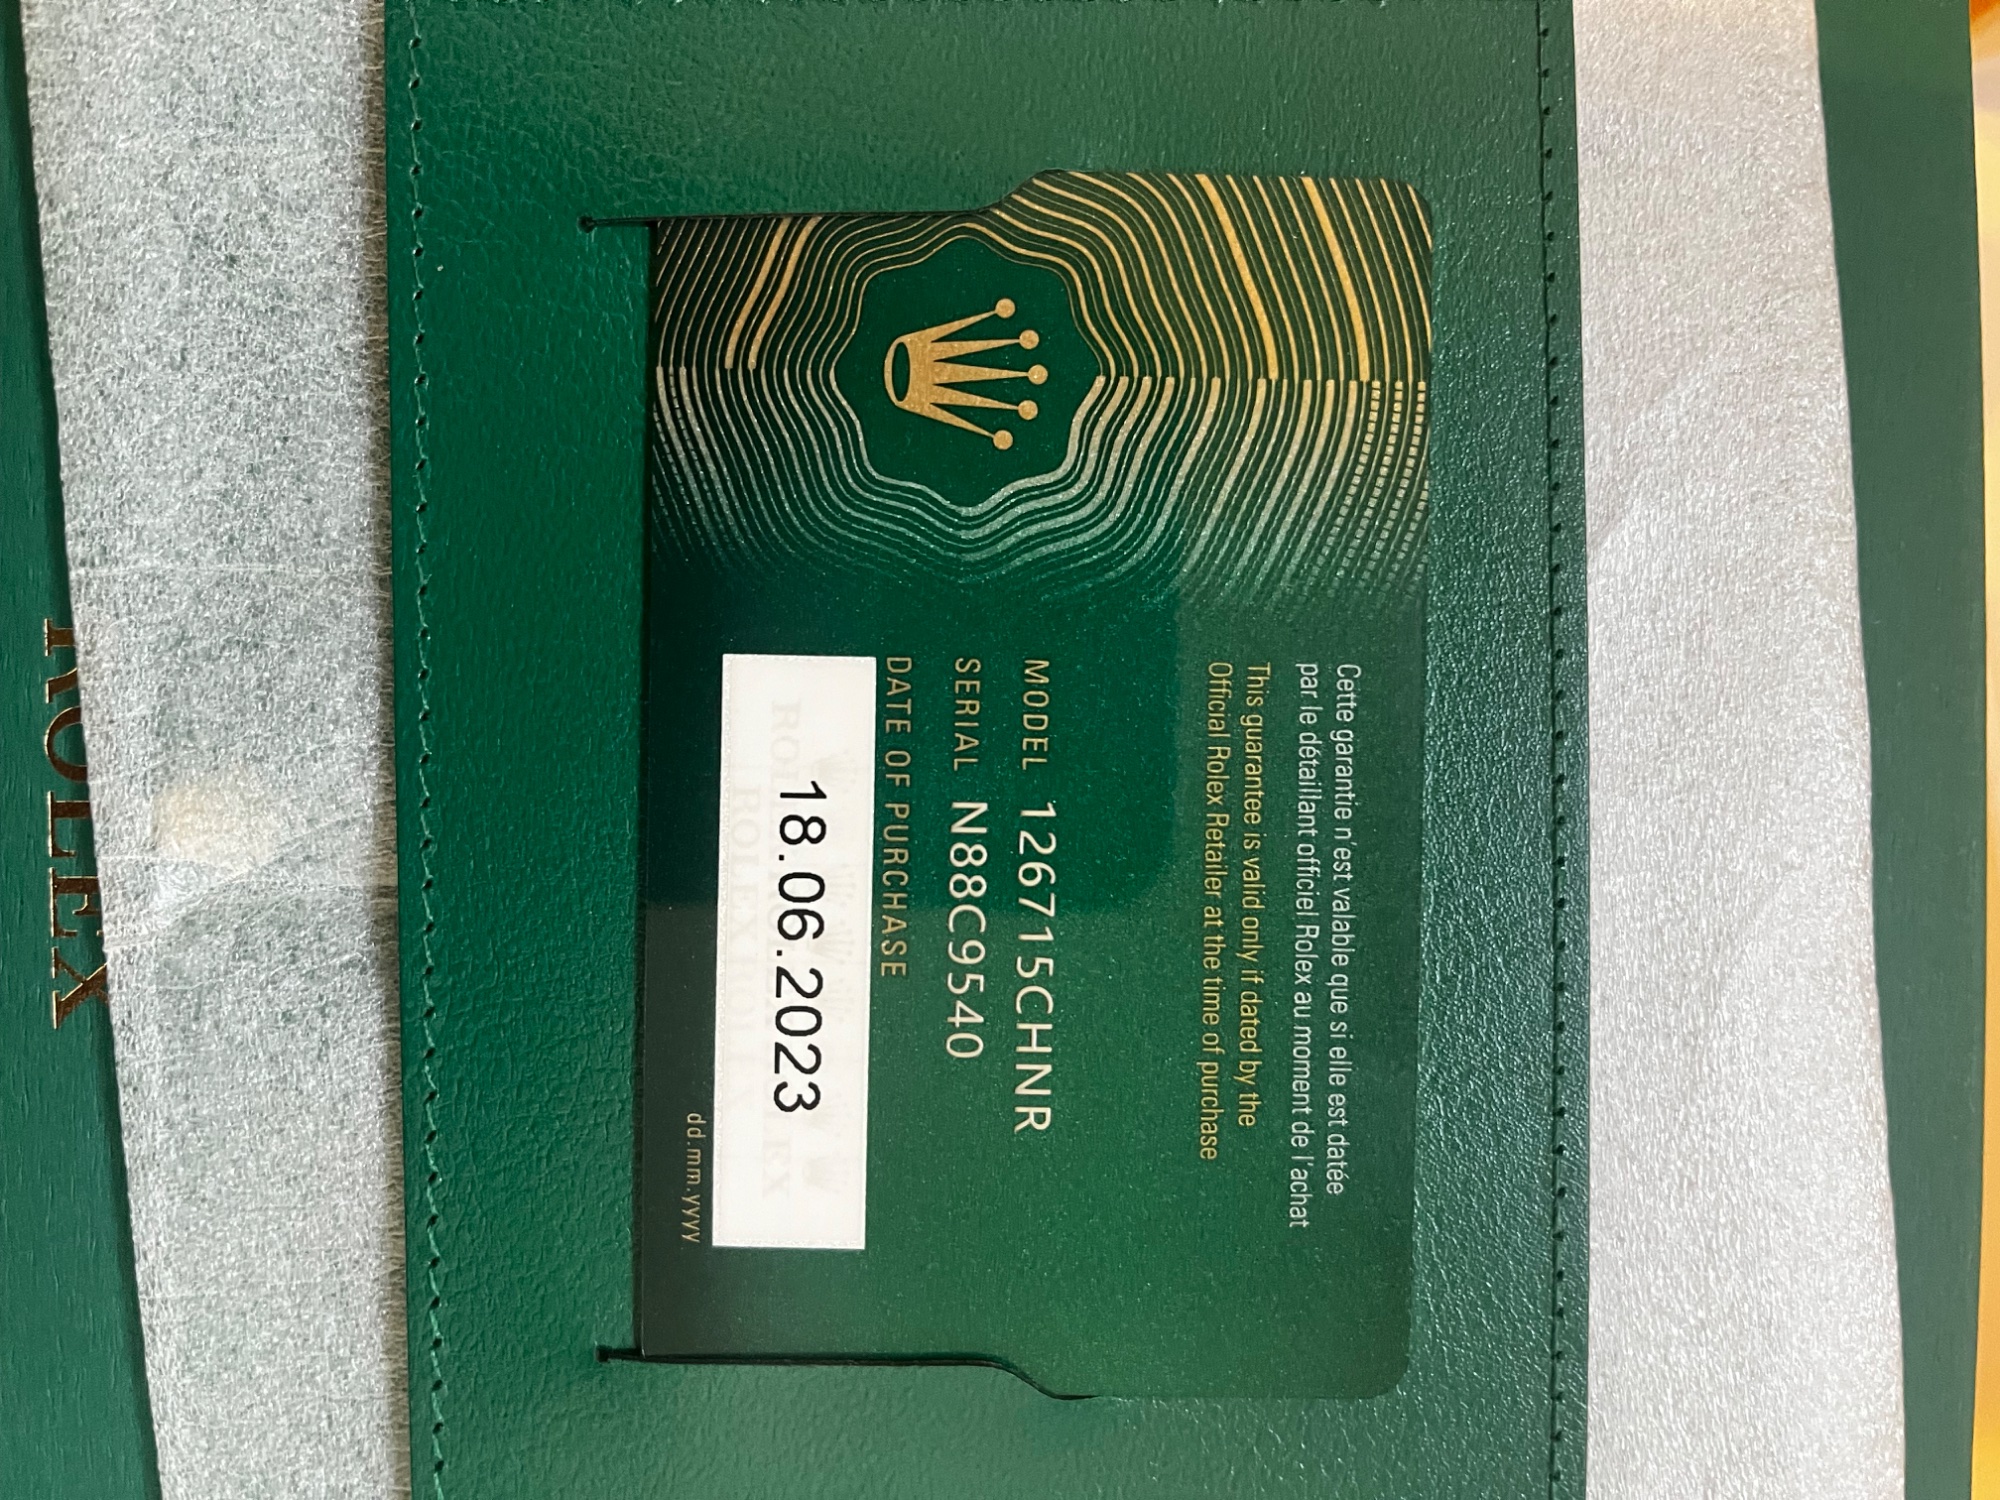 Cette garantie n'est valable que si elle est datée
par le détaillant officiel Rolex au moment de l'achat
This guarantee is valid only if dated by the
Official Rolex Retailer at the time of purchase
MODEL 126715CHNR
SERIAL N88C9540
DATE OF PURCHASE
18.06.2023
dd.mm.yyyy
ROLEX